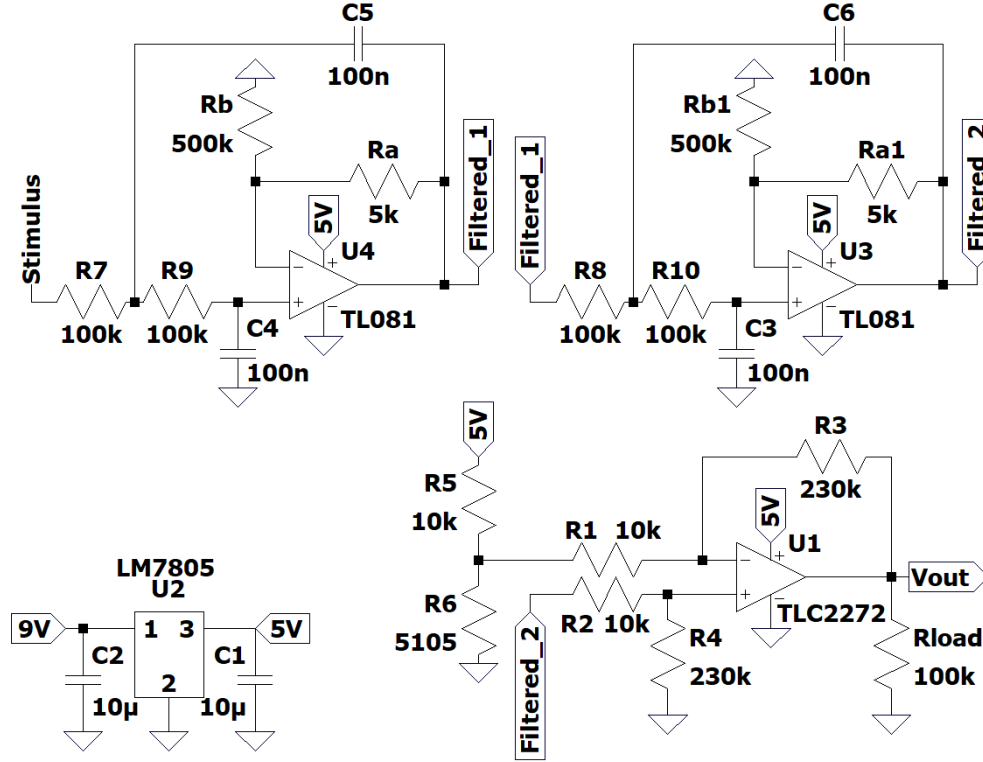 C5
100n
Rb
500k
Ra
5k
5V
U4
Filtered_1
Stimulus
R7
100k
R9
100k
C4
100n
TL081
C6
100n
Rb1
500k
Ra1
5k
5V
U3
Filtered_2
Filtered_1
R8
100k
R10
100k
C3
100n
TL081
LM7805
U2
9V
1
3
5V
C2
10µ
2
C1
10µ
5V
R5
10k
R6
5105
R1
10k
R2
10k
Filtered_2
R3
230k
5V
U1
TLC2272
R4
230k
Vout
Rload
100k